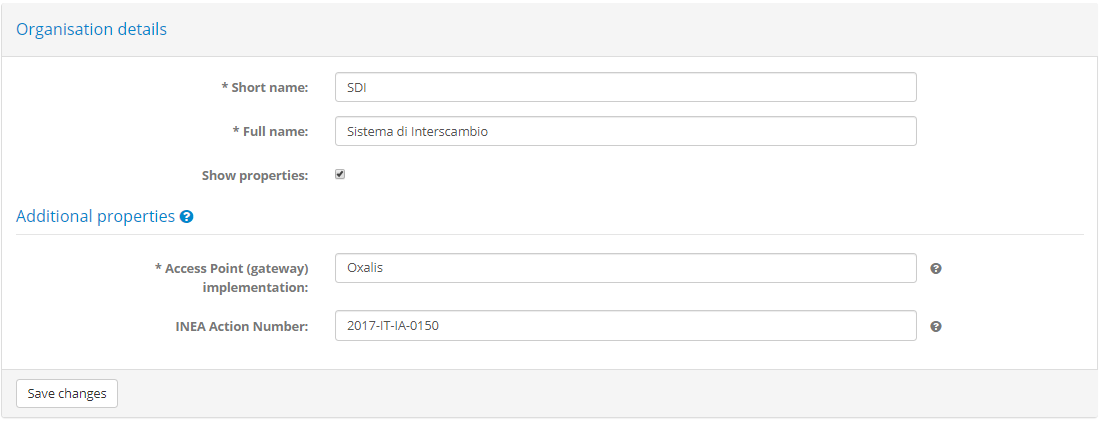 Organisation details
* Short name: SDI
* Full name: Sistema di Interscambio
Show properties:
Additional properties ?
* Access Point (gateway) Oxalis ?
implementation:
INEA Action Number: 2017-IT-IA-0150 ?
Save changes